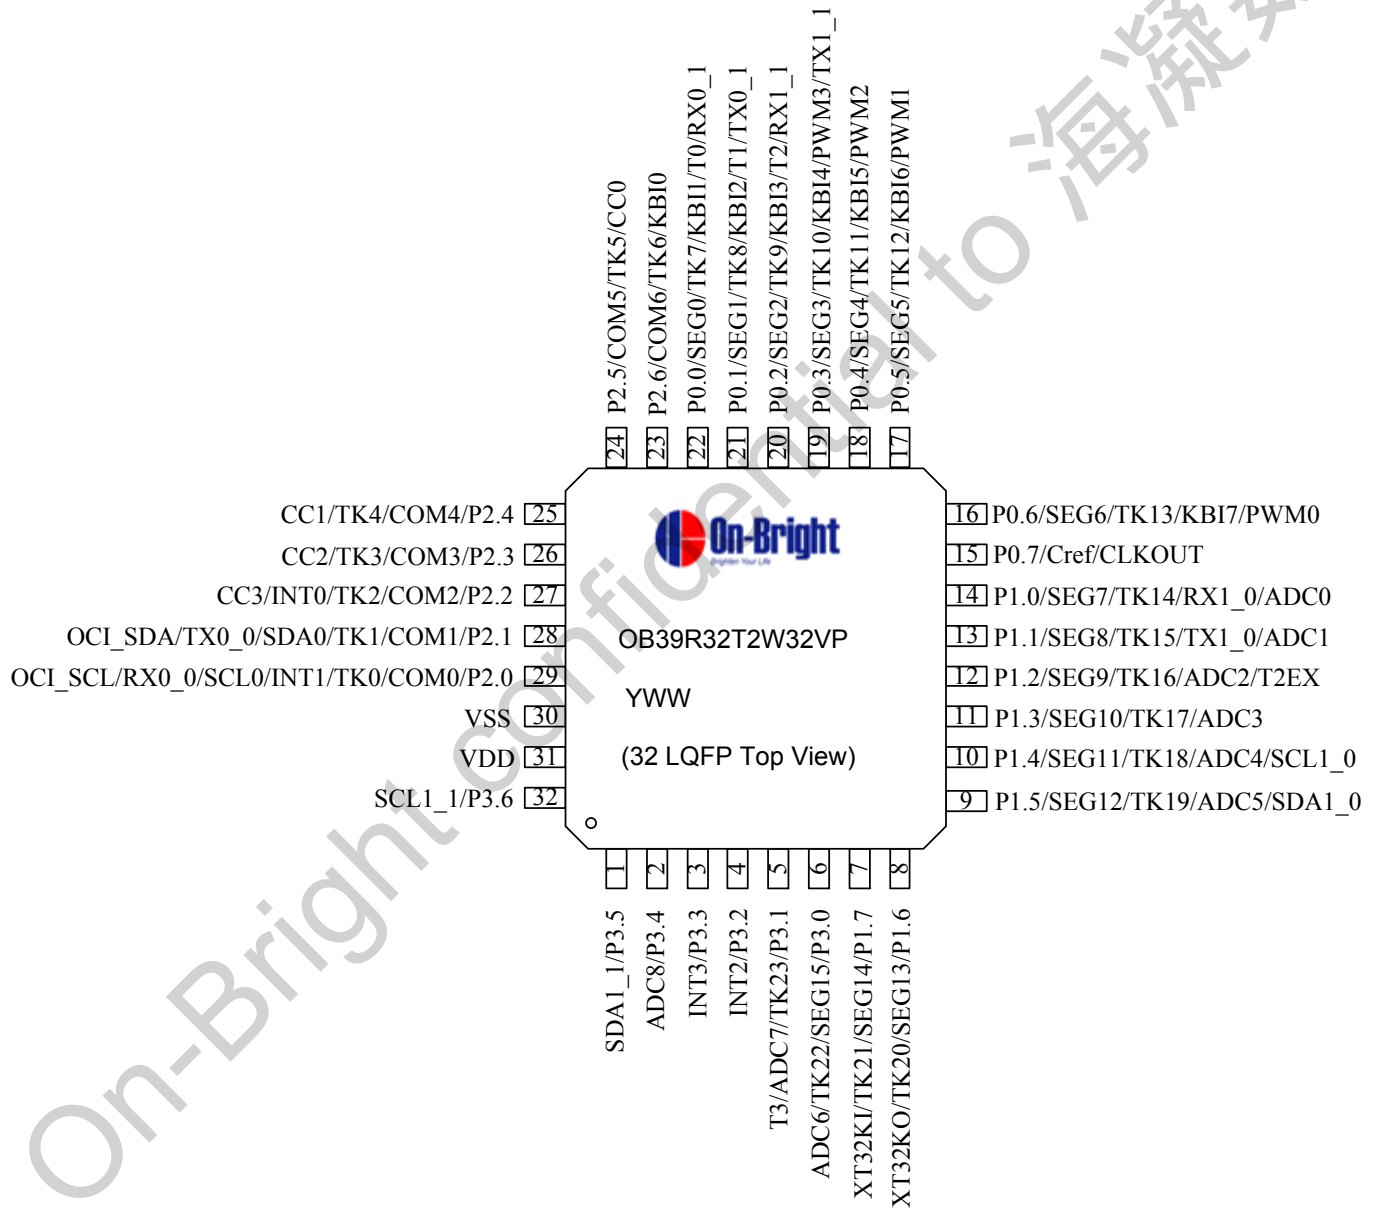 P2.5/COM5/TK5/CC0
P2.6/COM6/TK6/KBI0
P0.0/SEG0/TK7/KBI1/T0/RX0_1
P0.1/SEG1/TK8/KBI2/T1/TX0_1
P0.2/SEG2/TK9/KBI3/T2/RX1_1
P0.3/SEG3/TK10/KBI4/PWM3/TX1_1
P0.4/SEG4/TK11/KBI5/PWM2
P0.5/SEG5/TK12/KBI6/PWM1
24 23 22 21 20 19 18 17
CC1/TK4/COM4/P2.4 25
CC2/TK3/COM3/P2.3 26
CC3/INT0/TK2/COM2/P2.2 27
OCI_SDA/TX0_0/SDA0/TK1/COM1/P2.1 28
OCI_SCL/RX0_0/SCL0/INT1/TK0/COM0/P2.0 29
VSS 30
VDD 31
SCL1_1/P3.6 32
On-Bright
Brighten Your Life
OB39R32T2W32VP
YWW
(32 LQFP Top View)
16 P0.6/SEG6/TK13/KBI7/PWM0
15 P0.7/Cref/CLKOUT
14 P1.0/SEG7/TK14/RX1_0/ADC0
13 P1.1/SEG8/TK15/TX1_0/ADC1
12 P1.2/SEG9/TK16/ADC2/T2EX
11 P1.3/SEG10/TK17/ADC3
10 P1.4/SEG11/TK18/ADC4/SCL1_0
9 P1.5/SEG12/TK19/ADC5/SDA1_0
1 2 3 4 5 6 7 8
SDA1_1/P3.5
ADC8/P3.4
INT3/P3.3
INT2/P3.2
T3/ADC7/TK23/P3.1
ADC6/TK22/SEG15/P3.0
XT32KI/TK21/SEG14/P1.7
XT32KO/TK20/SEG13/P1.6
On-Bright confidential to 海凝